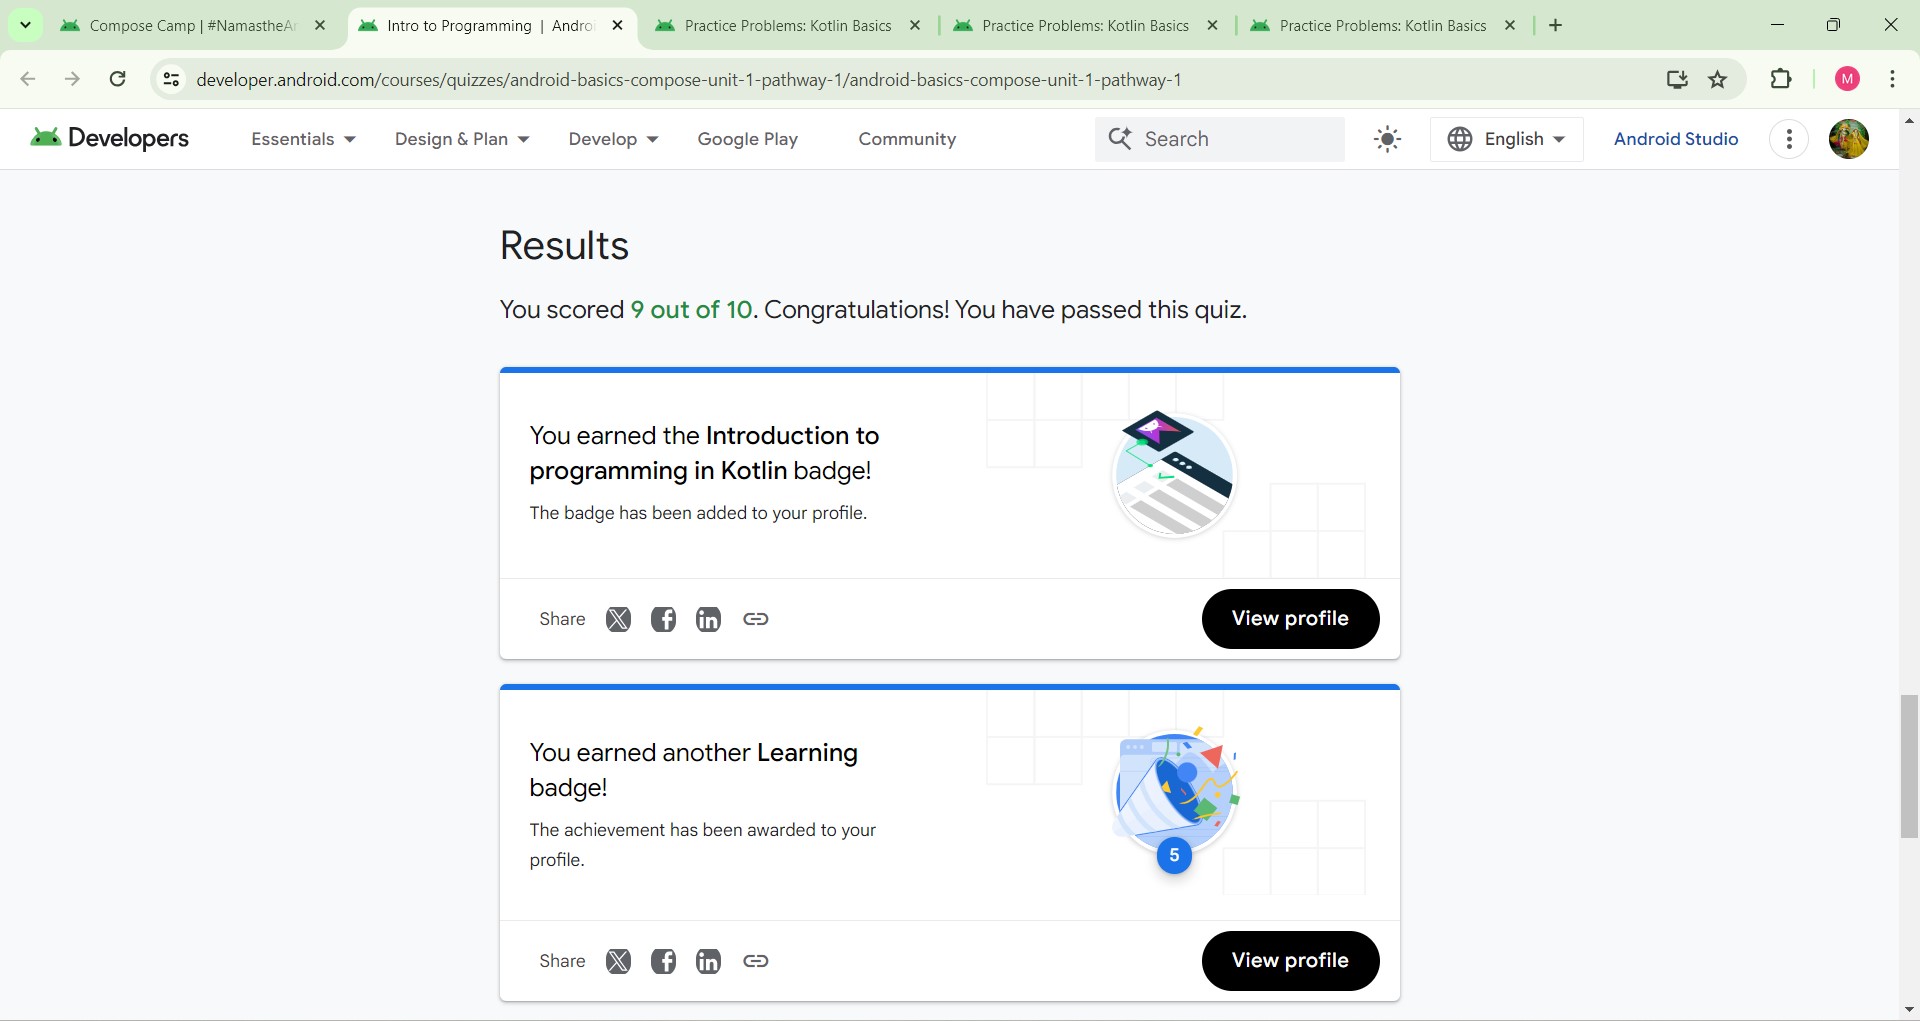 Compose Camp | #NamastheAn
Intro to Programming | Androi
Practice Problems: Kotlin Basics
Practice Problems: Kotlin Basics
Practice Problems: Kotlin Basics
developer.android.com/courses/quizzes/android-basics-compose-unit-1-pathway-1/android-basics-compose-unit-1-pathway-1
M
Developers
Essentials
Design & Plan
Develop
Google Play
Community
Search
English
Android Studio
Results
You scored 9 out of 10. Congratulations! You have passed this quiz.
You earned the Introduction to
programming in Kotlin badge!
The badge has been added to your profile.
Share
View profile
You earned another Learning
badge!
The achievement has been awarded to your
profile.
5
Share
View profile